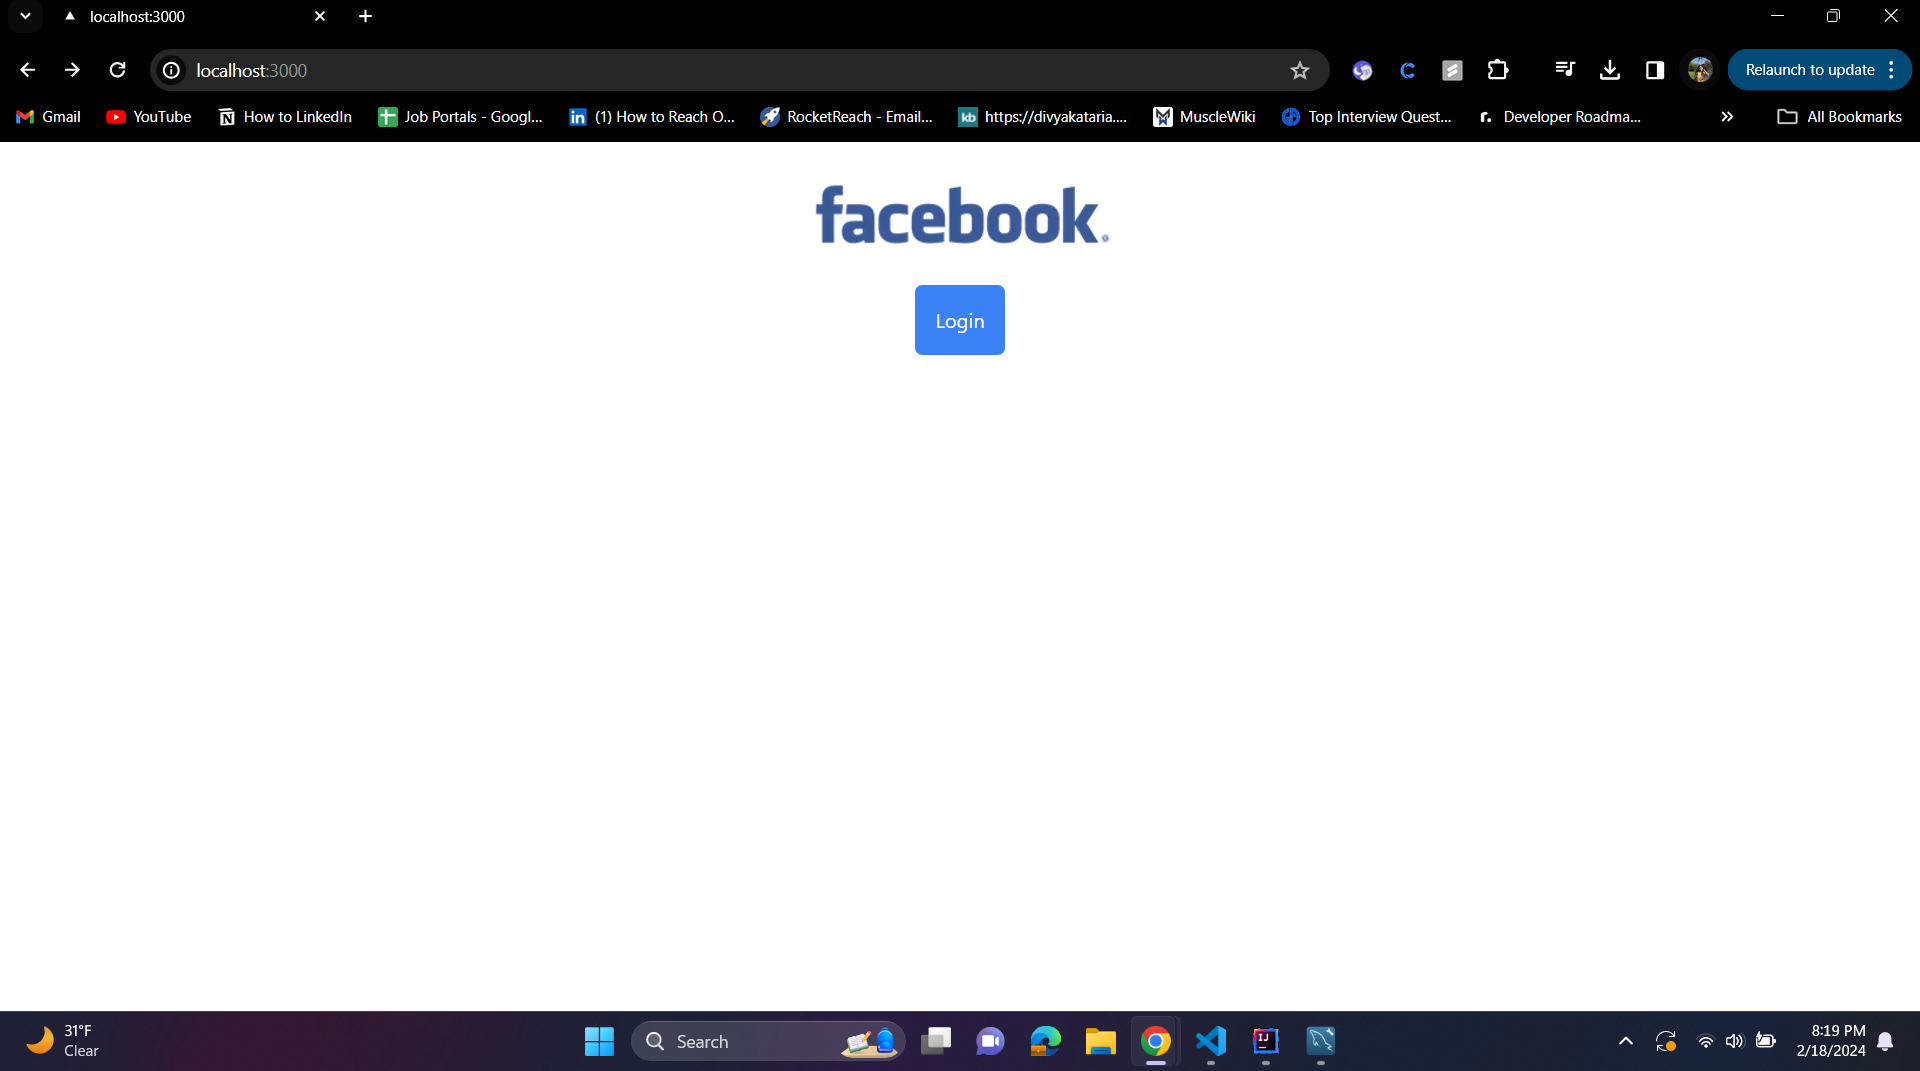 localhost:3000
localhost:3000
Relaunch to update
Gmail
YouTube
How to LinkedIn
Job Portals - Googl...
(1) How to Reach O...
RocketReach - Email...
https://divyakataria....
MuscleWiki
Top Interview Quest...
Developer Roadma...
All Bookmarks
facebook
Login
31°F
Clear
Search
8:19 PM
2/18/2024